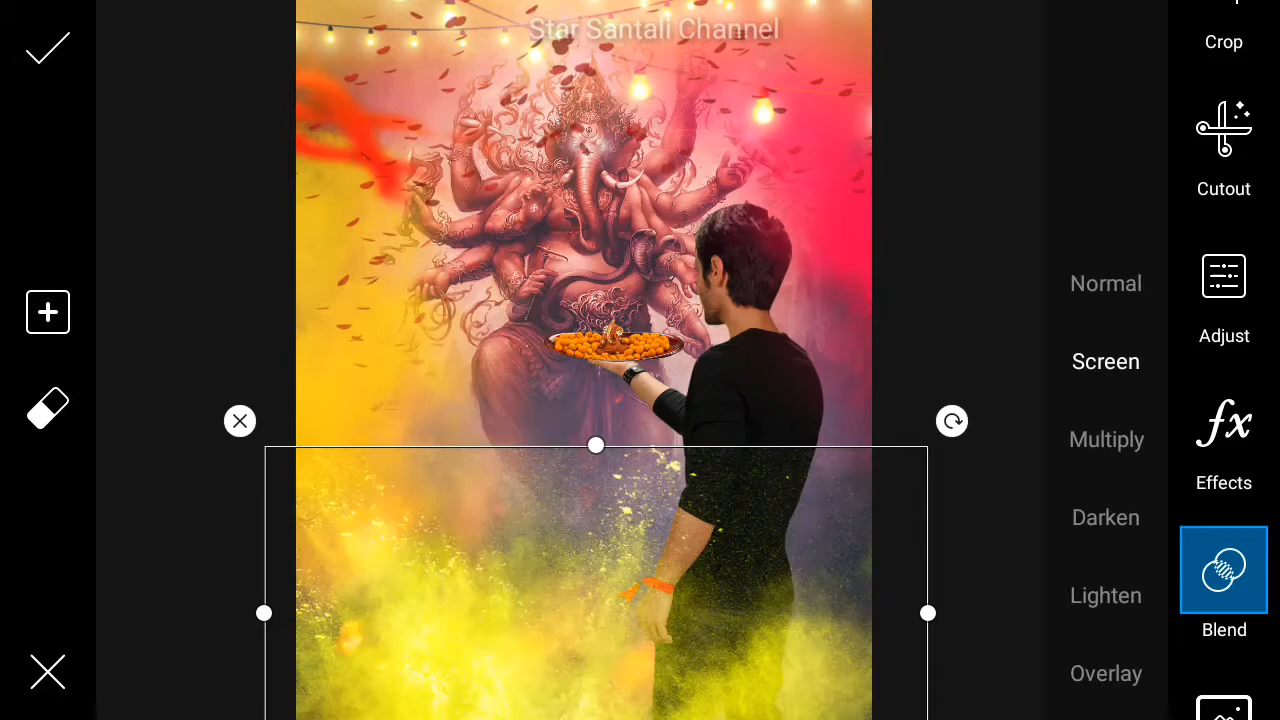 Star Santali Channel
Crop
Cutout
Adjust
Effects
Blend
Normal
Screen
Multiply
Darken
Lighten
Overlay